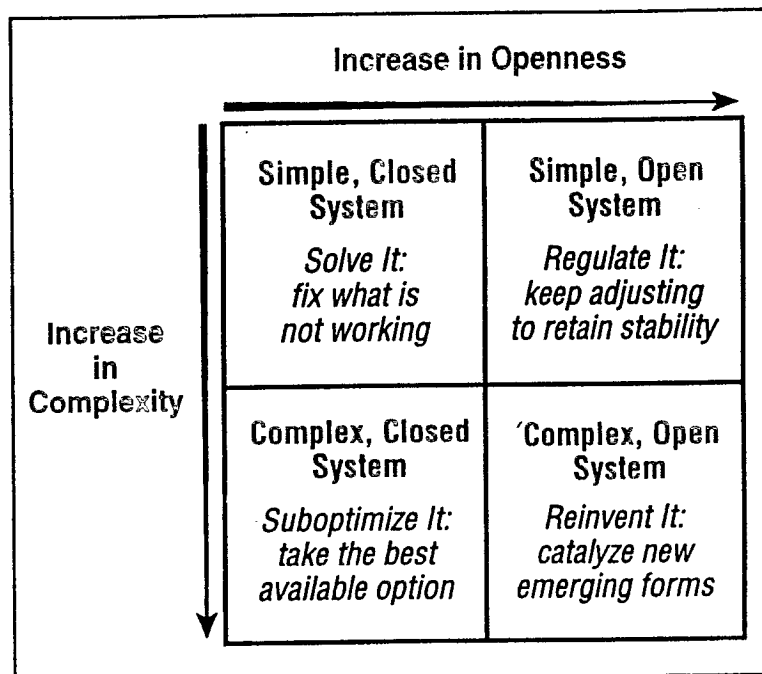 Increase in Openness
Simple, Closed
System
Solve It:
fix what is
not working
Simple, Open
System
Regulate It:
keep adjusting
to retain stability
Increase
in
Complexity
Complex, Closed
System
Suboptimize It:
take the best
available option
Complex, Open
System
Reinvent It:
catalyze new
emerging forms